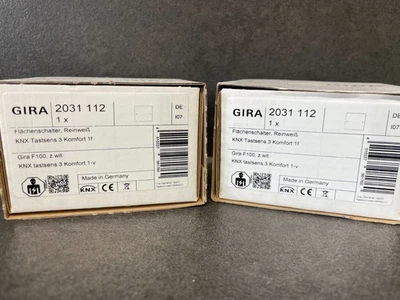 GIRA 2031 112
1 x
DE
I07
Flächenschalter, Reinweiß
KNX Tastsens.3 Komfort 1f
Gira F100, z.wit
KNX tastsens 3 Komfort 1-v
Made in Germany
KNX CE
GIRA 2031 112
1 x
DE
I07
Flächenschalter, Reinweiß
KNX Tastsens.3 Komfort 1f
Gira F100, z.wit
KNX tastsens 3 Komfort 1-v
Made in Germany
KNX CE